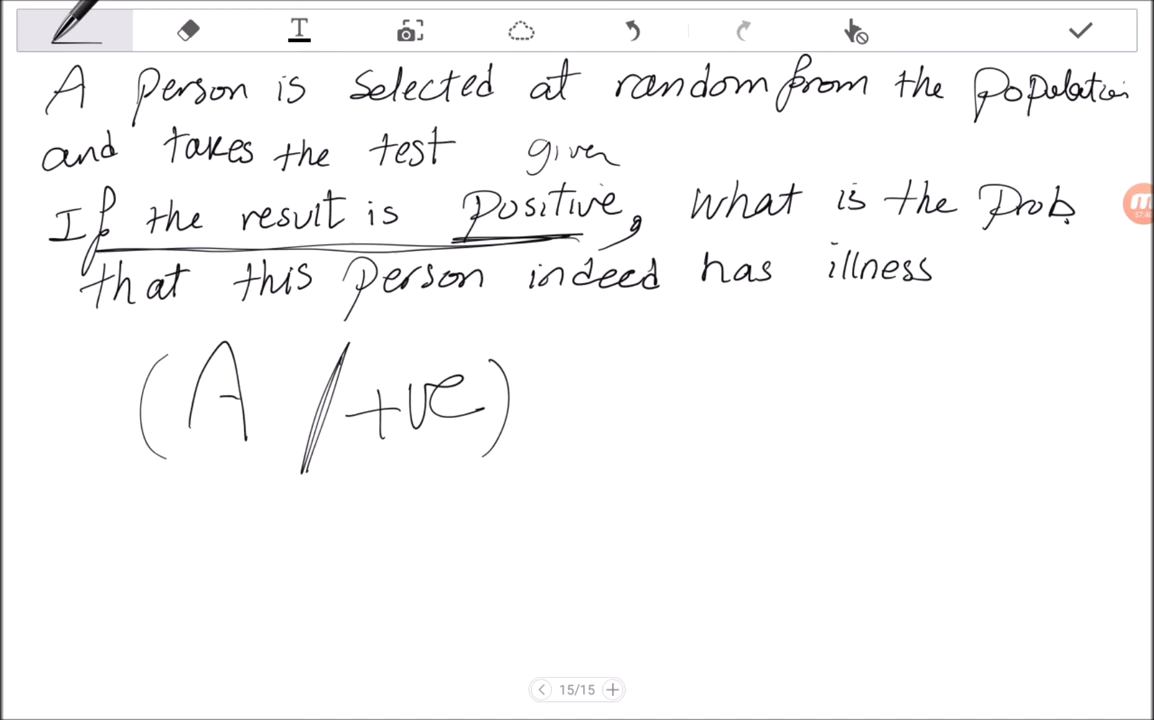 T
A person is selected at random from the population
and takes the test given
If the result is positive, what is the prob.
that this person indeed has illness
(A / +ve)
15/15